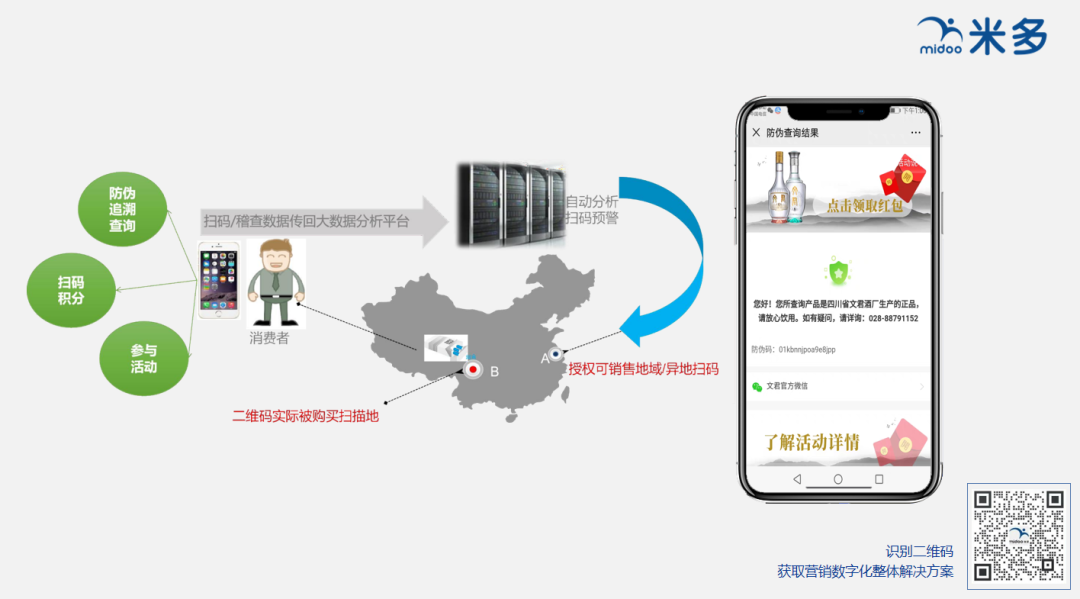 midoo 米多
防伪
追溯
查询
扫码
积分
参与
活动
扫码/稽查数据传回大数据分析平台
消费者
自动分析
扫码预警
A
B
授权可销售地域/异地扫码
二维码实际被购买扫描地
防伪查询结果
点击领取红包
您好！您所查询产品是四川省文君酒厂生产的正品，
请放心饮用。如有疑问，请详询：028-88791152
防伪码：01kbnnjpoa9e8jpp
文君官方微信
了解活动详情
识别二维码
获取营销数字化整体解决方案